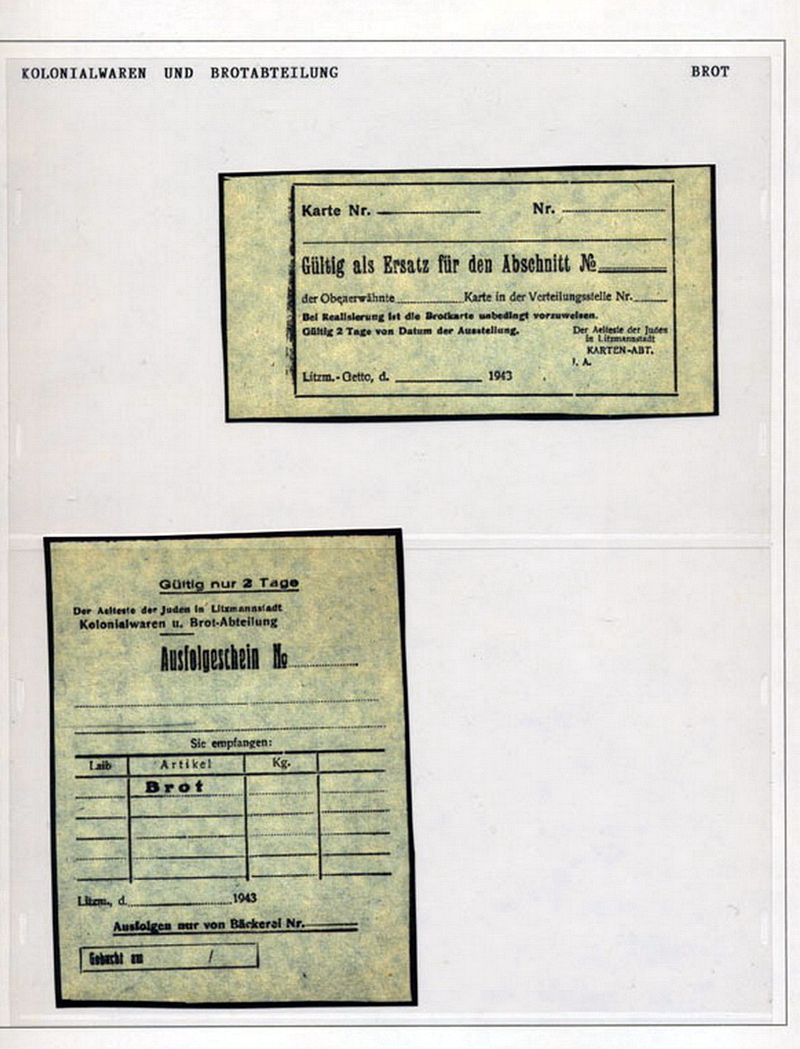 KOLONIALWAREN UND BROTABTEILUNG BROT
Karte Nr. Nr.
Gültig als Ersatz für den Abschnitt №
der Obenerwähnte Karte in der Verteilungsstelle Nr.
Bei Realisierung ist die Brotkarte unbedingt vorzuweisen.
Gültig 2 Tage von Datum der Ausstellung.
Der Aelteste der Juden
in Litzmannstadt
KARTEN-ABT.
I. A.
Litzm.-Getto, d. 1943
Gültig nur 2 Tage
Der Aelteste der Juden in Litzmannstadt
Kolonialwaren u. Brot-Abteilung
Ausfolgeschein №
Sie empfangen:
Laib Artikel Kg.
Brot
Litzm., d. 1943
Ausfolgen nur von Bäckerei Nr.
Gebucht am /